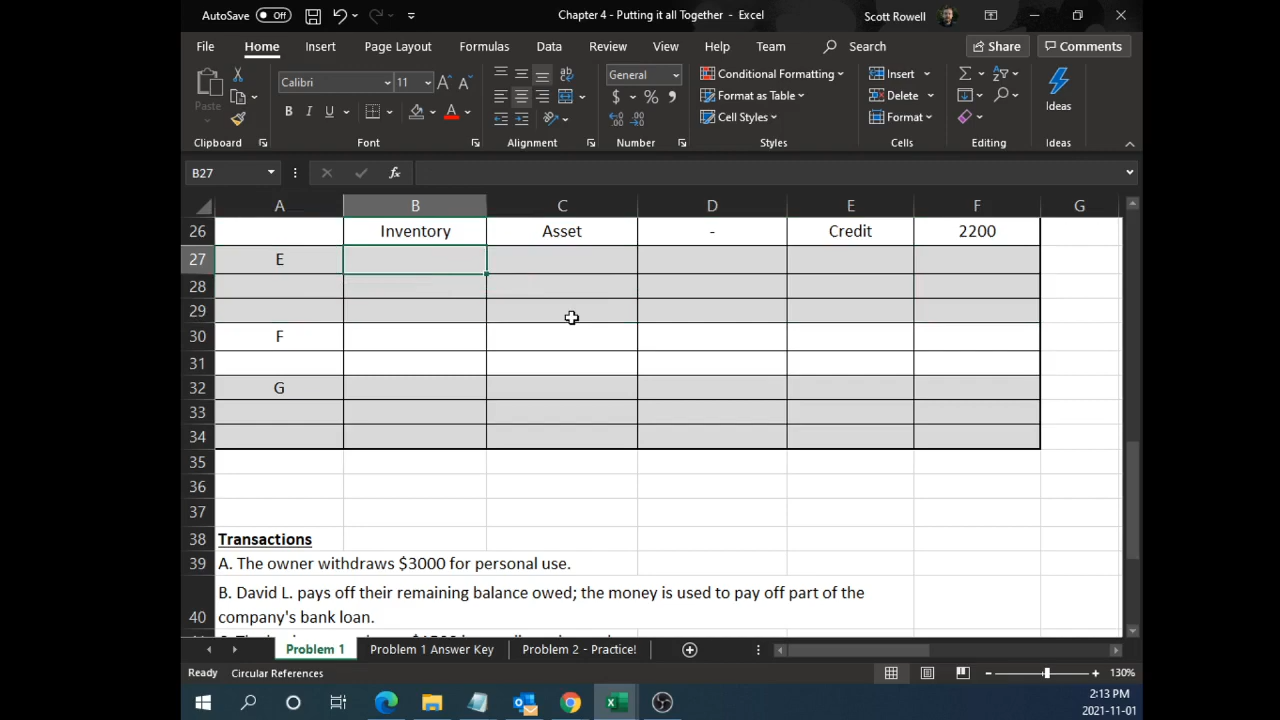 AutoSave Off Chapter 4 - Putting it all Together - Excel Scott Rowell
File Home Insert Page Layout Formulas Data Review View Help Team Search Share Comments
Paste Calibri 11 A A ab General $ % 9 Conditional Formatting Insert Σ Ideas
B I U A Format as Table Delete
Cell Styles Format
Clipboard Font Alignment Number Styles Cells Editing Ideas
B27 fx
A B C D E F G
26 Inventory Asset - Credit 2200
27 E
28
29
30 F
31
32 G
33
34
35
36
37
38 Transactions
39 A. The owner withdraws $3000 for personal use.
B. David L. pays off their remaining balance owed; the money is used to pay off part of the
40 company's bank loan.
Problem 1 Problem 1 Answer Key Problem 2 - Practice!
Ready Circular References 130%
2:13 PM
2021-11-01